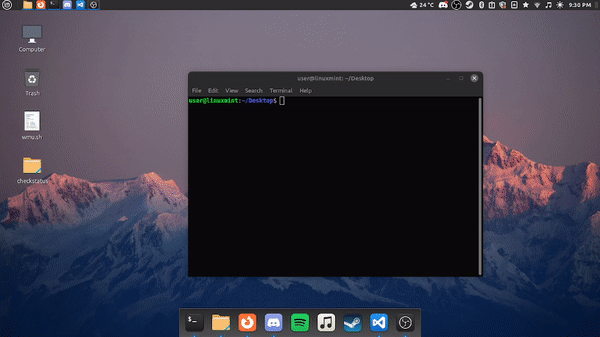 24 °C
9:30 PM
Computer
Trash
wmu.sh
checkstatus
user@linuxmint: ~/Desktop
File Edit View Search Terminal Help
user@linuxmint:~/Desktop$